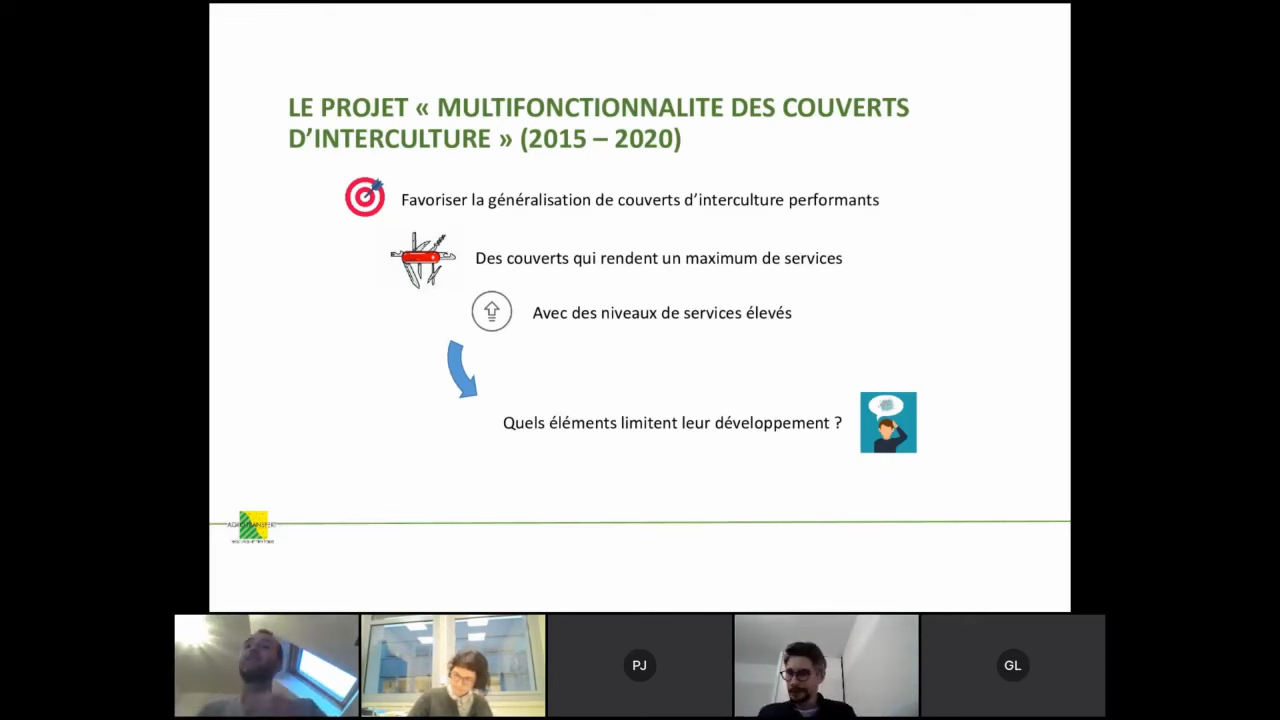 LE PROJET « MULTIFONCTIONNALITE DES COUVERTS
D’INTERCULTURE » (2015 – 2020)
Favoriser la généralisation de couverts d’interculture performants
Des couverts qui rendent un maximum de services
Avec des niveaux de services élevés
Quels éléments limitent leur développement ?
PJ
GL